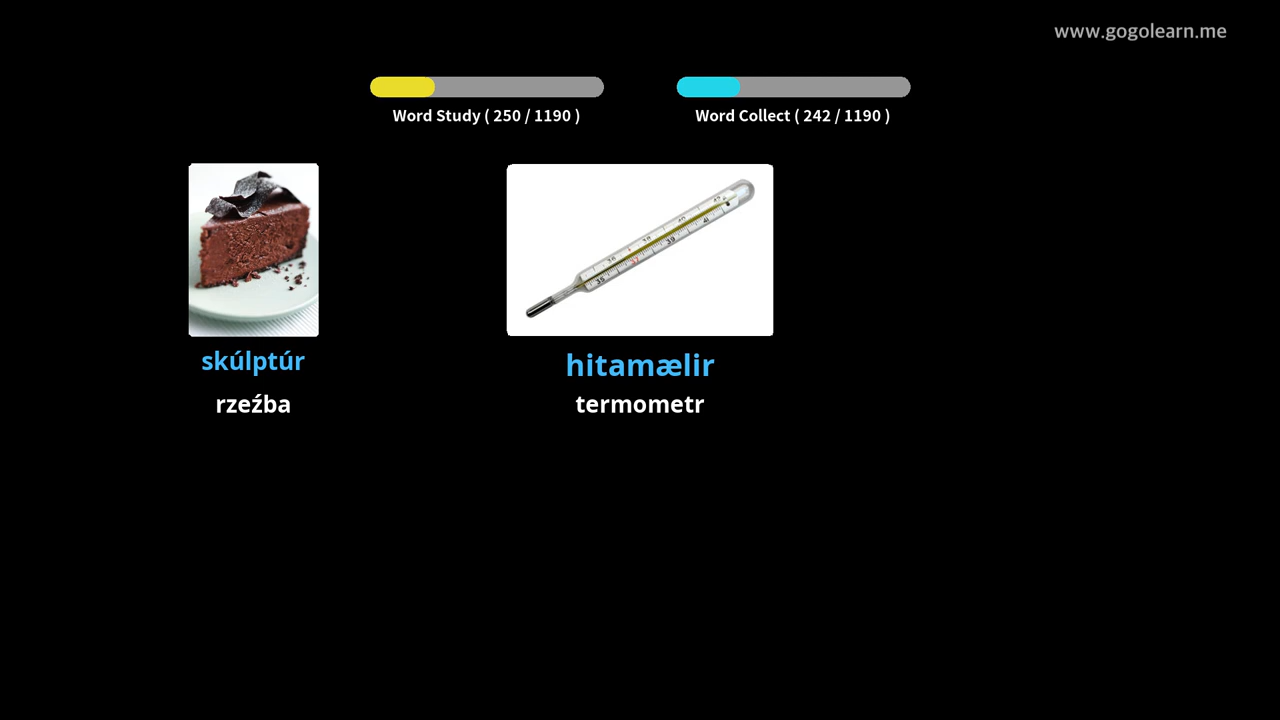 www.gogolearn.me
Word Study ( 250 / 1190 )
Word Collect ( 242 / 1190 )
skúlptúr
rzeźba
hitamælir
termometr